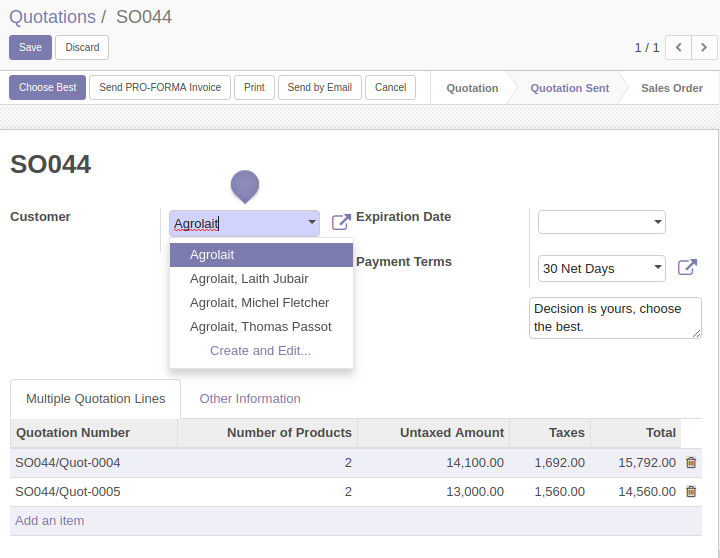 Quotations / SO044
Save Discard 1 / 1
Choose Best Send PRO-FORMA Invoice Print Send by Email Cancel Quotation Quotation Sent Sales Order
SO044
Customer Agrolait Expiration Date
Agrolait
Agrolait, Laith Jubair
Agrolait, Michel Fletcher
Agrolait, Thomas Passot
Create and Edit...
Payment Terms 30 Net Days
Decision is yours, choose
the best.
Multiple Quotation Lines Other Information
Quotation Number Number of Products Untaxed Amount Taxes Total
SO044/Quot-0004 2 14,100.00 1,692.00 15,792.00
SO044/Quot-0005 2 13,000.00 1,560.00 14,560.00
Add an item